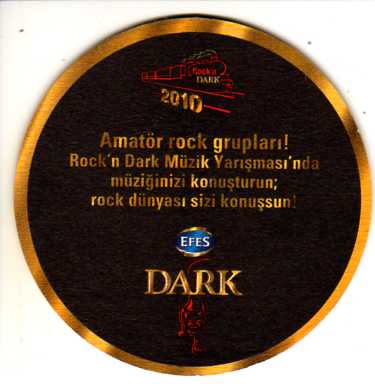 Rock'n
DARK
2010
Amatör rock grupları!
Rock'n Dark Müzik Yarışması'nda
müziğinizi konuşturun;
rock dünyası sizi konuşsun!
EFES
DARK